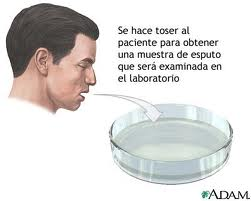 Se hace toser al
paciente para obtener
una muestra de esputo
que será examinada en
el laboratorio
ADAM